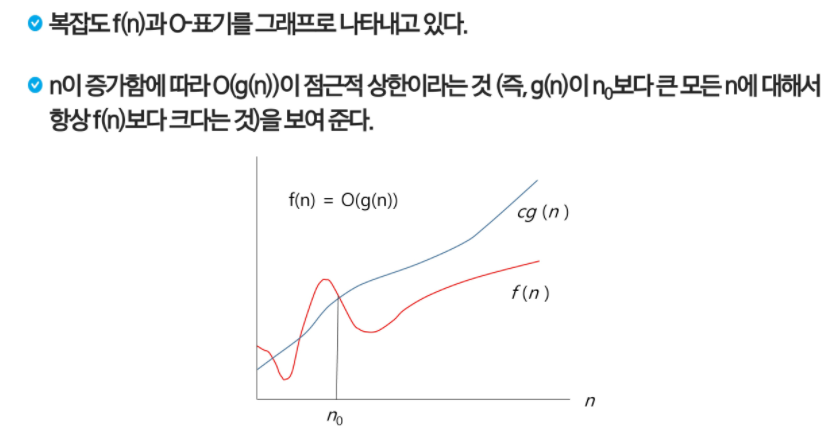 복잡도 f(n)과 O-표기를 그래프로 나타내고 있다.
n이 증가함에 따라 O(g(n))이 점근적 상한이라는 것 (즉, g(n)이 n₀보다 큰 모든 n에 대해서
항상 f(n)보다 크다는 것)을 보여 준다.
f(n) = O(g(n))
cg (n)
f (n)
n
n₀